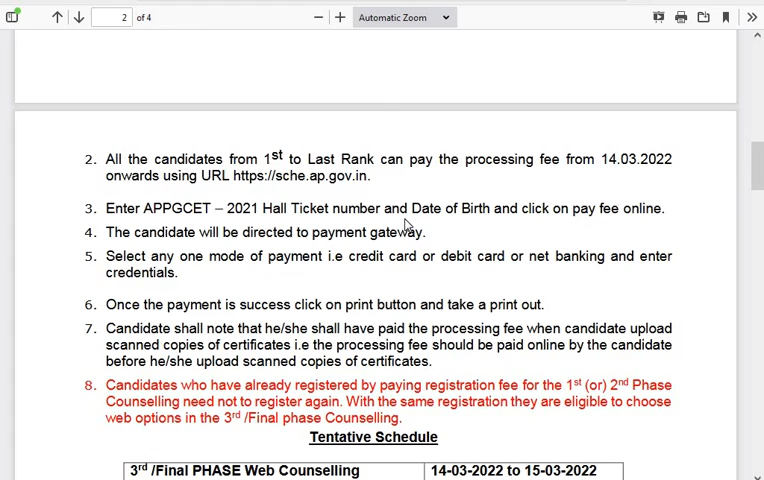 2 of 4 Automatic Zoom
2. All the candidates from 1st to Last Rank can pay the processing fee from 14.03.2022
onwards using URL https://sche.ap.gov.in.
3. Enter APPGCET – 2021 Hall Ticket number and Date of Birth and click on pay fee online.
4. The candidate will be directed to payment gateway.
5. Select any one mode of payment i.e credit card or debit card or net banking and enter
credentials.
6. Once the payment is success click on print button and take a print out.
7. Candidate shall note that he/she shall have paid the processing fee when candidate upload
scanned copies of certificates i.e the processing fee should be paid online by the candidate
before he/she upload scanned copies of certificates.
8. Candidates who have already registered by paying registration fee for the 1st (or) 2nd Phase
Counselling need not to register again. With the same registration they are eligible to choose
web options in the 3rd /Final phase Counselling.
Tentative Schedule
3rd /Final PHASE Web Counselling 14-03-2022 to 15-03-2022